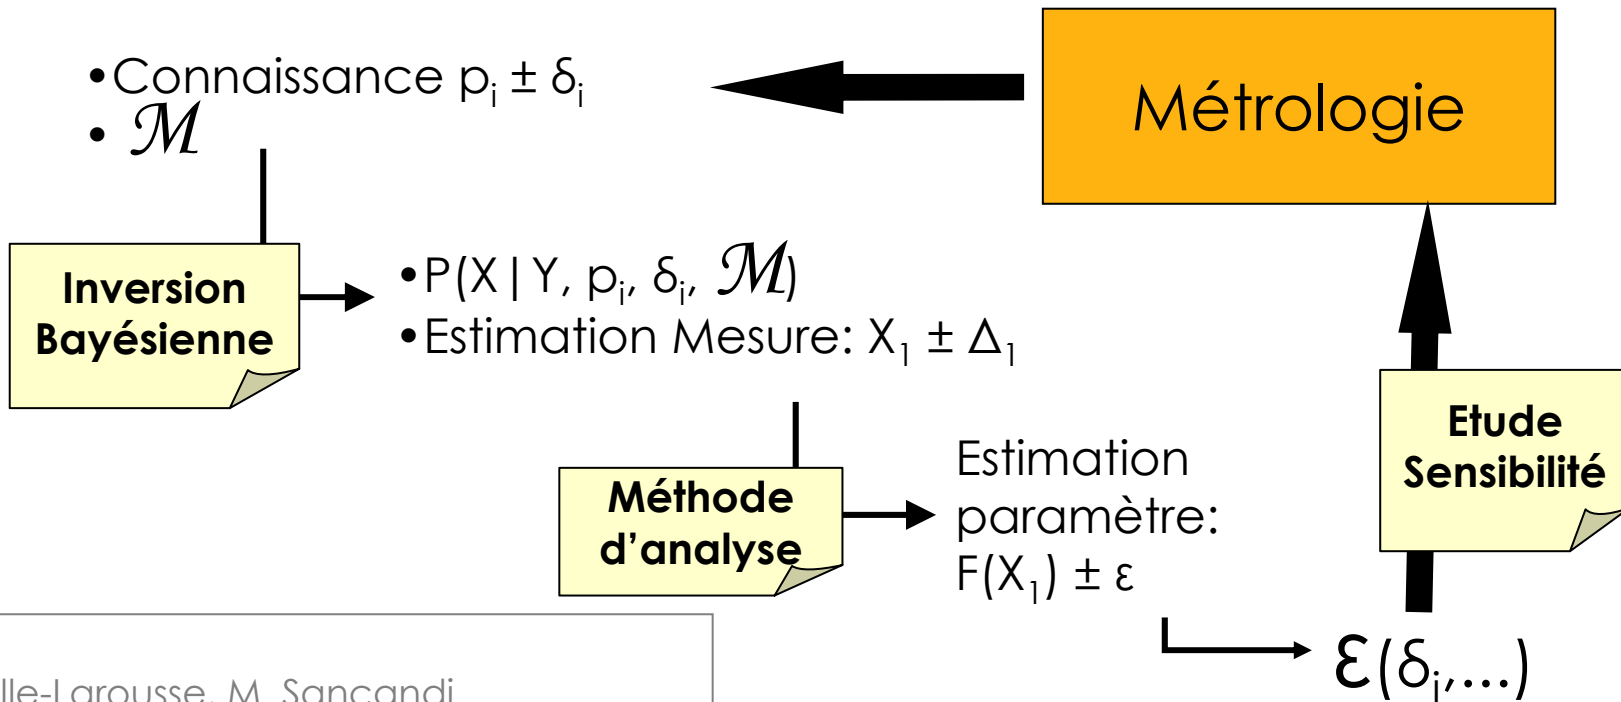 •Connaissance pᵢ ± δᵢ
• ℳ
Métrologie
Inversion
Bayésienne
•P(X|Y, pᵢ, δᵢ, ℳ)
•Estimation Mesure: X₁ ± Δ₁
Méthode
d’analyse
Estimation
paramètre:
F(X₁) ± ε
Etude
Sensibilité
ε(δᵢ,...)
lle-Larousse, M. Sancandi